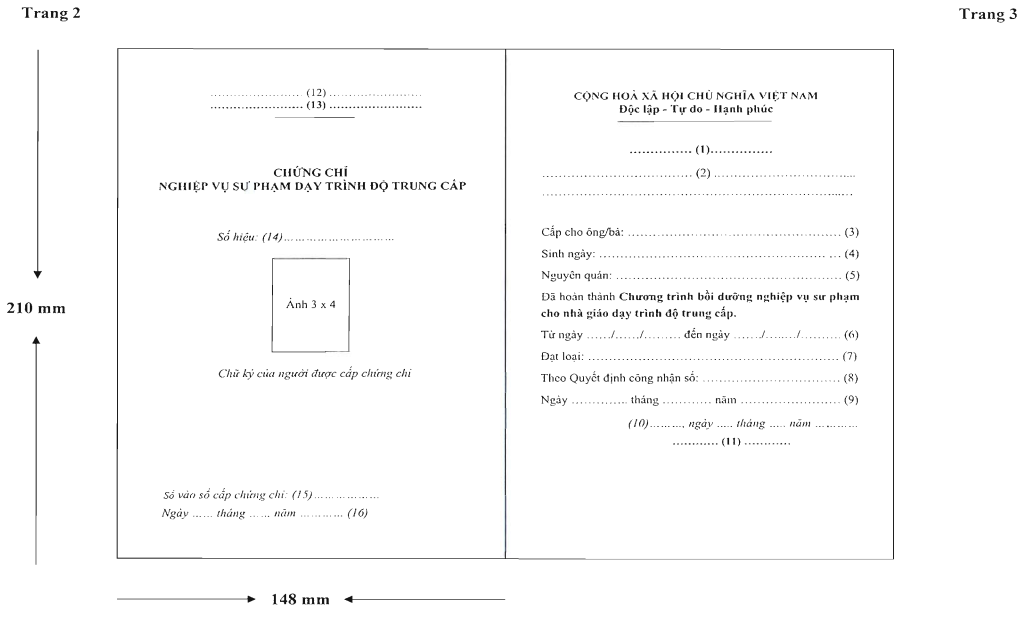 Trang 2
Trang 3
........................ (12) ........................
........................ (13) ........................
CHỨNG CHỈ
NGHIỆP VỤ SƯ PHẠM DẠY TRÌNH ĐỘ TRUNG CẤP
Số hiệu: (14)..............................
Ảnh 3 x 4
Chữ ký của người được cấp chứng chỉ
Số vào sổ cấp chứng chỉ: (15)..................
Ngày ...... tháng ...... năm ............ (16)
CỘNG HOÀ XÃ HỘI CHỦ NGHĨA VIỆT NAM
Độc lập - Tự do - Hạnh phúc
............... (1)...............
....................................... (2) .....................................
................................................................................
Cấp cho ông/bà: ...................................................... (3)
Sinh ngày: .............................................................. (4)
Nguyên quán: ......................................................... (5)
Đã hoàn thành Chương trình bồi dưỡng nghiệp vụ sư phạm
cho nhà giáo dạy trình độ trung cấp.
Từ ngày ....../....../.......... đến ngày ......./......../.......... (6)
Đạt loại: ................................................................ (7)
Theo Quyết định công nhận số: ................................... (8)
Ngày ............. tháng ............ năm ......................... (9)
(10)........., ngày ..... tháng ..... năm ...........
............ (11) ............
210 mm
148 mm